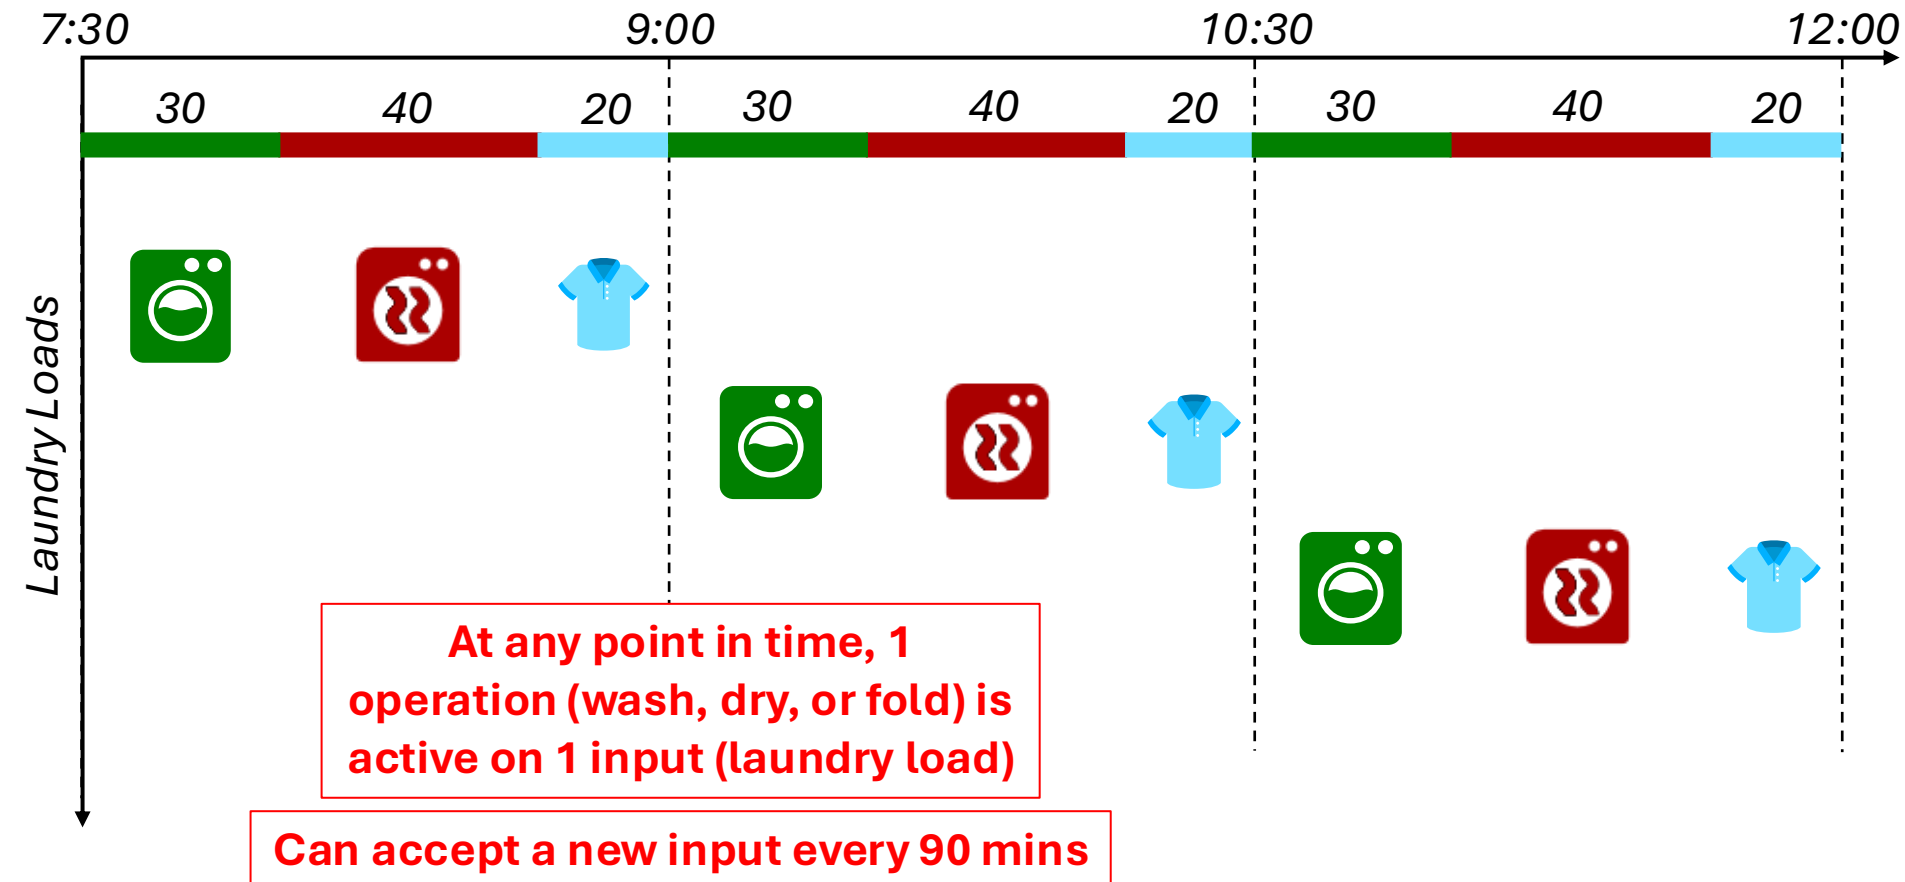 7:30 9:00 10:30 12:00
30 40 20 30 40 20 30 40 20
Laundry Loads
At any point in time, 1
operation (wash, dry, or fold) is
active on 1 input (laundry load)
Can accept a new input every 90 mins